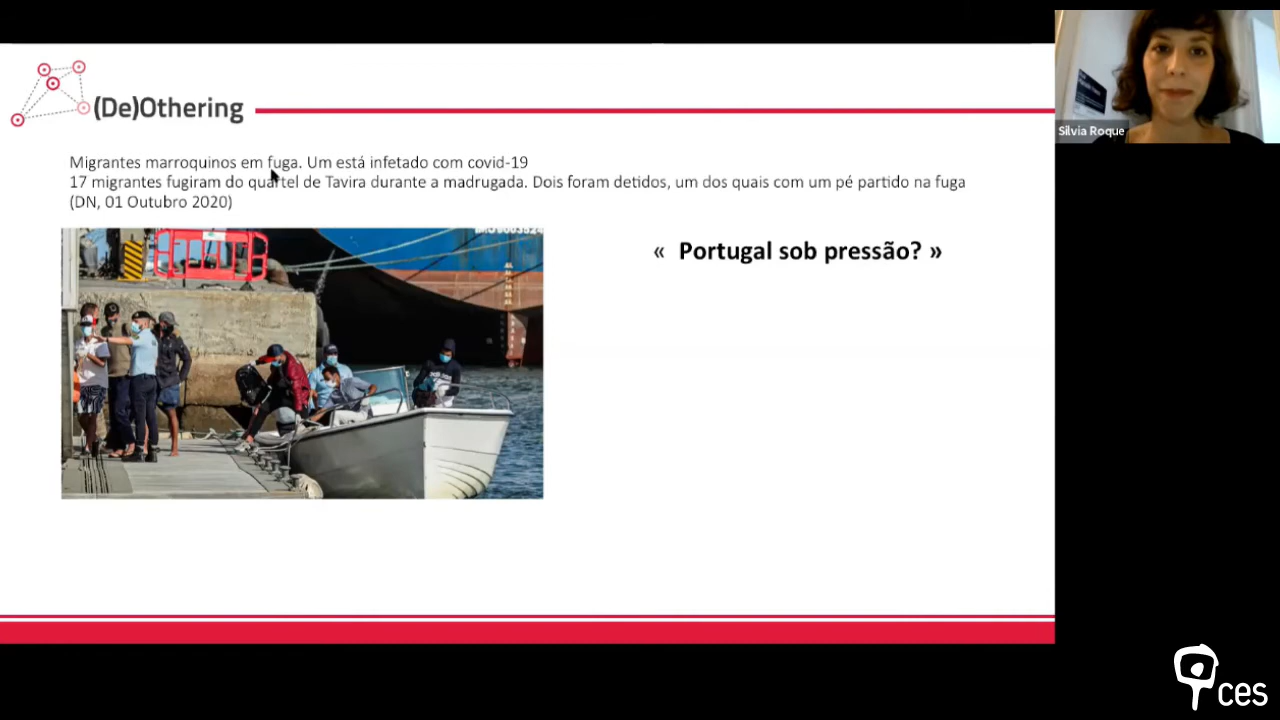 (De)Othering
Migrantes marroquinos em fuga. Um está infetado com covid-19
17 migrantes fugiram do quartel de Tavira durante a madrugada. Dois foram detidos, um dos quais com um pé partido na fuga
(DN, 01 Outubro 2020)
« Portugal sob pressão? »
Silvia Roque
ces